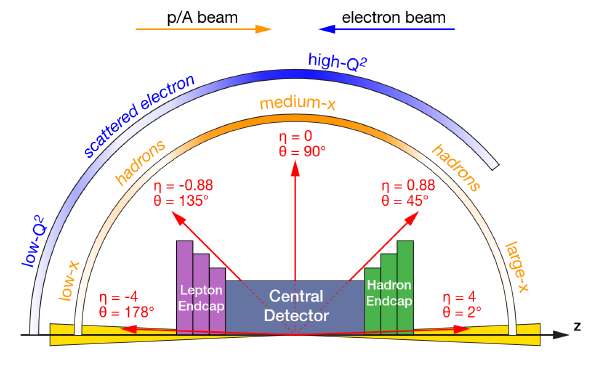 p/A beam
electron beam
high-Q²
scattered electron
medium-x
η = 0
θ = 90°
hadrons
hadrons
η = -0.88
θ = 135°
η = 0.88
θ = 45°
low-Q²
low-x
large-x
η = -4
θ = 178°
Lepton
Endcap
Central
Detector
Hadron
Endcap
η = 4
θ = 2°
z